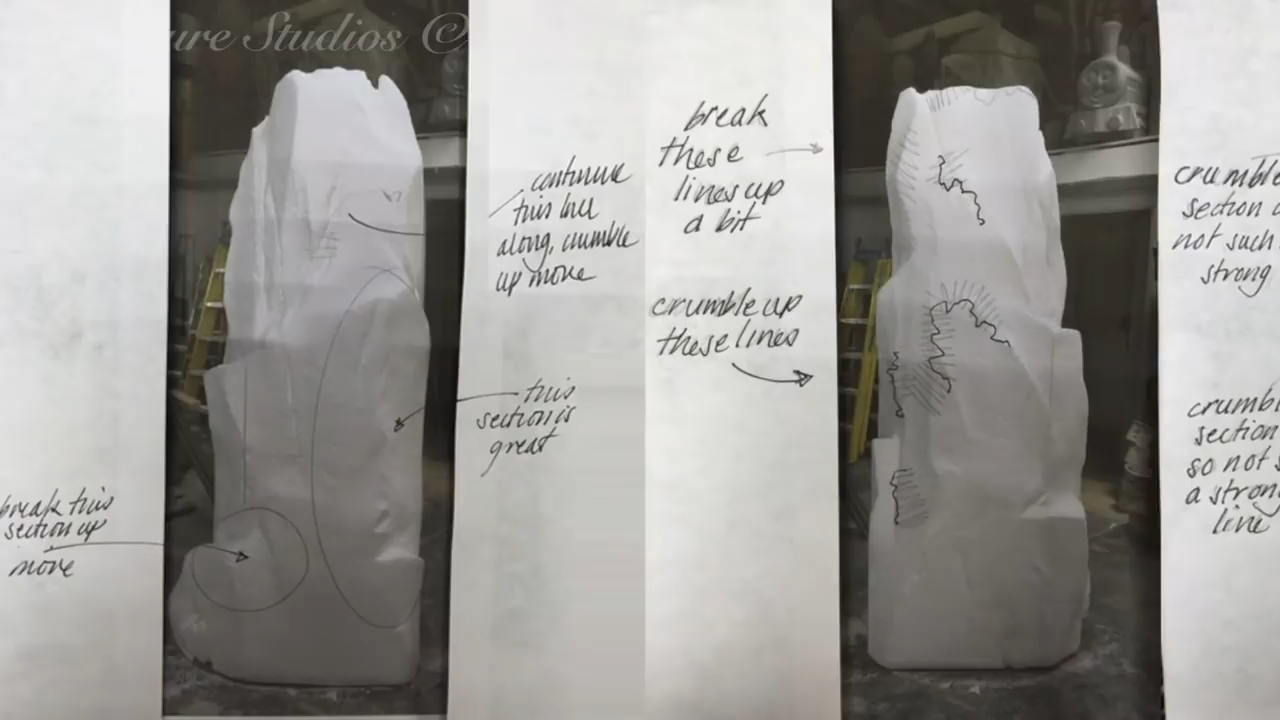 ure Studios ©
continue
this line
along, crumble
up more
this
section is
great
break this
section up
more
break
these
lines up
a bit
crumble up
these lines
crumble
section
not such
strong
crumbl
section
so not s
a strong
line